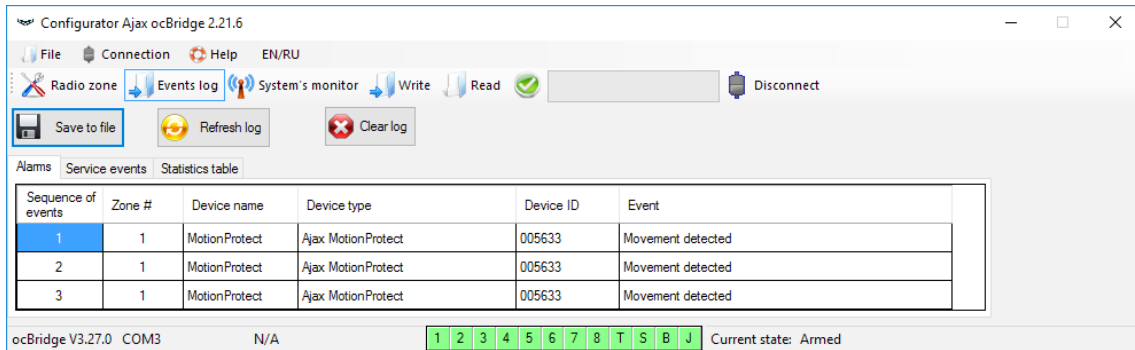 Configurator Ajax ocBridge 2.21.6
File Connection Help EN/RU
Radio zone Events log System's monitor Write Read Disconnect
Save to file Refresh log Clear log
Alarms Service events Statistics table
Sequence of events Zone # Device name Device type Device ID Event
1 1 MotionProtect Ajax MotionProtect 005633 Movement detected
2 1 MotionProtect Ajax MotionProtect 005633 Movement detected
3 1 MotionProtect Ajax MotionProtect 005633 Movement detected
ocBridge V3.27.0 COM3 N/A 1 2 3 4 5 6 7 8 T S B J Current state: Armed